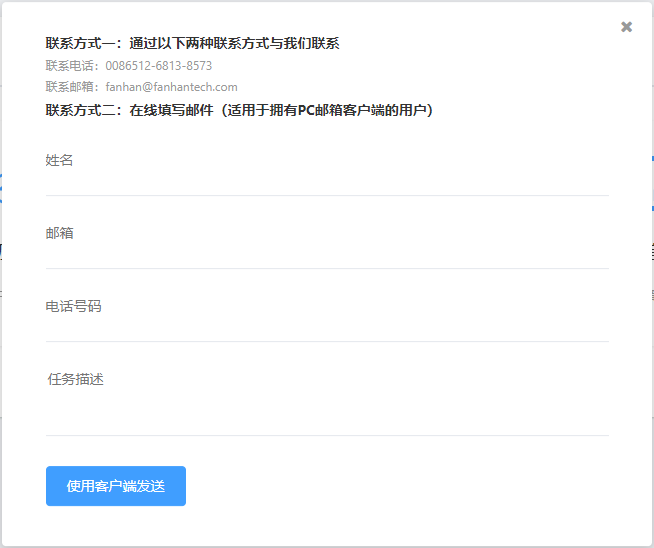 联系方式一：通过以下两种联系方式与我们联系
联系电话：0086512-6813-8573
联系邮箱：fanhan@fanhantech.com
联系方式二：在线填写邮件（适用于拥有PC邮箱客户端的用户）
姓名
邮箱
电话号码
任务描述
使用客户端发送